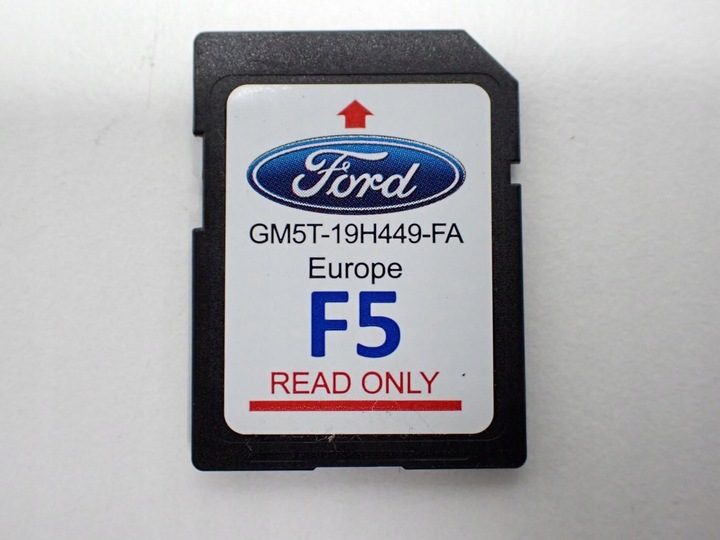 Ford
GM5T-19H449-FA
Europe
F5
READ ONLY